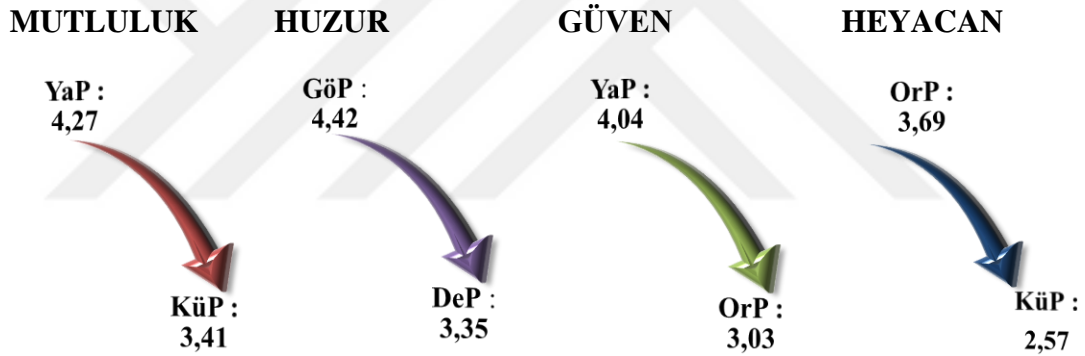 MUTLULUK HUZUR GÜVEN HEYACAN
YaP :
4,27
GöP :
4,42
YaP :
4,04
OrP :
3,69
KüP :
3,41
DeP :
3,35
OrP :
3,03
KüP :
2,57